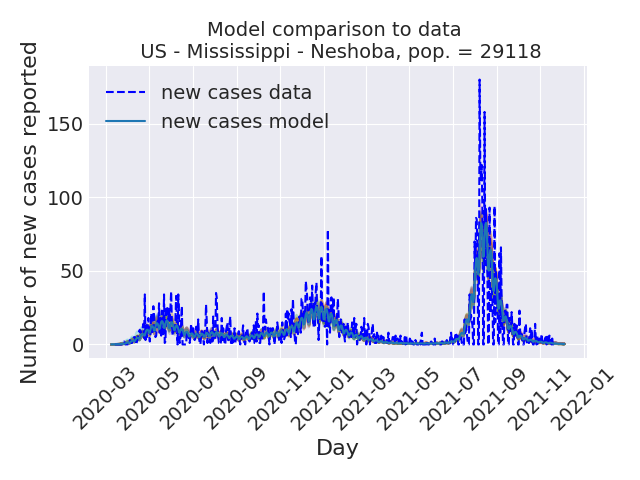 Model comparison to data
US - Mississippi - Neshoba, pop. = 29118
Number of new cases reported
new cases data
new cases model
150
100
50
0
2020-03
2020-05
2020-07
2020-09
2020-11
2021-01
2021-03
2021-05
2021-07
2021-09
2021-11
2022-01
Day